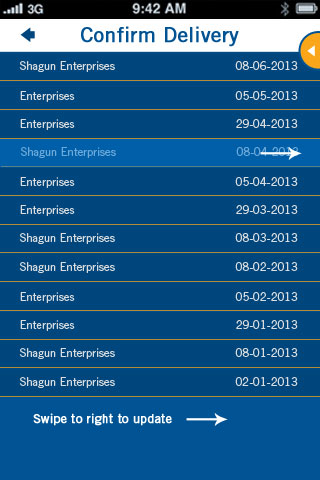 3G 9:42 AM
Confirm Delivery
Shagun Enterprises 08-06-2013
Enterprises 05-05-2013
Enterprises 29-04-2013
Shagun Enterprises 08-04-2013
Enterprises 05-04-2013
Enterprises 29-03-2013
Shagun Enterprises 08-03-2013
Shagun Enterprises 08-02-2013
Enterprises 05-02-2013
Enterprises 29-01-2013
Shagun Enterprises 08-01-2013
Shagun Enterprises 02-01-2013
Swipe to right to update